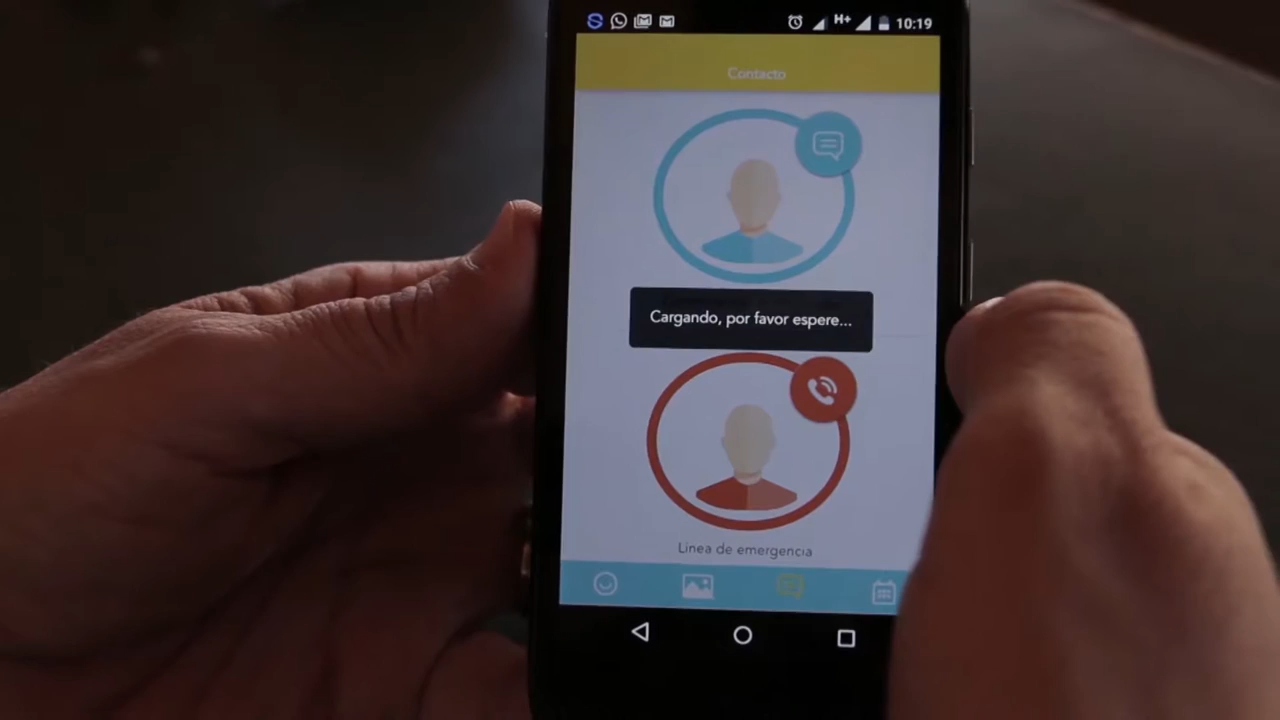 H+ 10:19
Contacto
Cargando, por favor espere...
Linea de emergencia